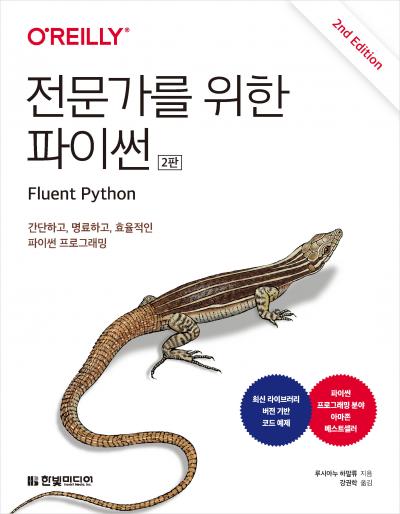 O'REILLY®
2nd Edition
전문가를 위한
파이썬 2판
Fluent Python
간단하고, 명료하고, 효율적인
파이썬 프로그래밍
최신 라이브러리
버전 기반
코드 예제
파이썬
프로그래밍 분야
아마존
베스트셀러
한빛미디어
Hanbit Media, Inc.
루시아누 하말류 지음
강권학 옮김